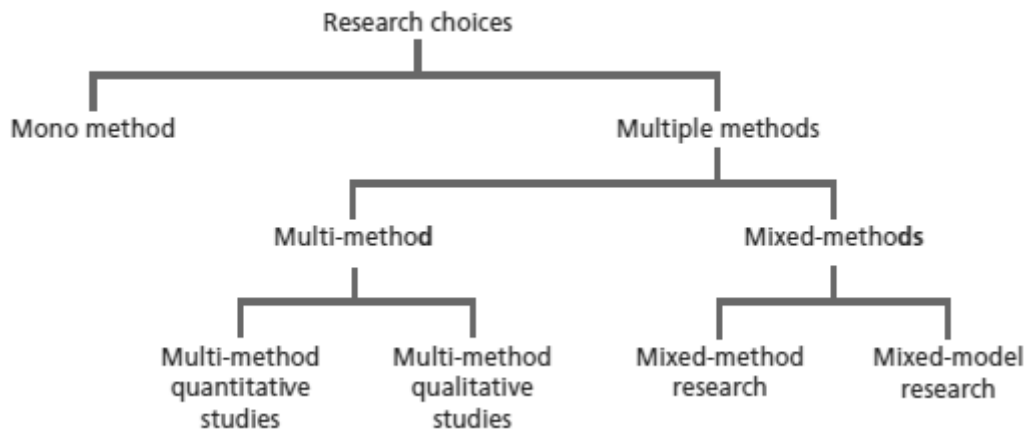 Research choices
Mono method
Multiple methods
Multi-method
Mixed-methods
Multi-method
quantitative
studies
Multi-method
qualitative
studies
Mixed-method
research
Mixed-model
research